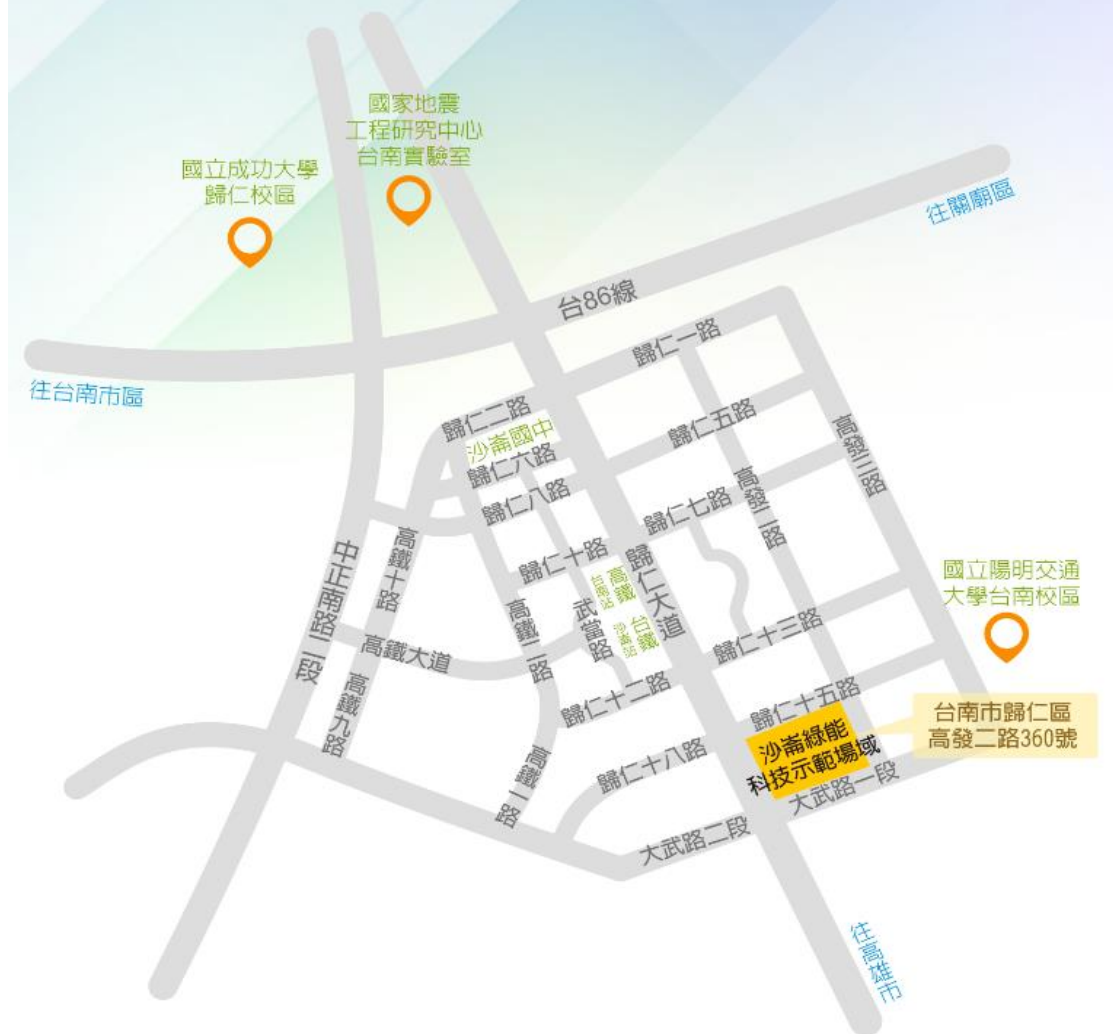 國家地震
工程研究中心
台南實驗室
國立成功大學
歸仁校區
往關廟區
台86線
往台南市區
歸仁一路
歸仁二路
沙崙國中
歸仁六路
歸仁五路
歸仁八路
高發三路
高發二路
歸仁七路
歸仁十路
高鐵十路
中正南路二段
歸仁大道
高鐵
台南站
台鐵
沙崙站
武當路
高鐵二路
高鐵大道
歸仁十三路
國立陽明交通
大學台南校區
高鐵九路
歸仁十二路
歸仁十五路
台南市歸仁區
高發二路360號
沙崙綠能
科技示範場域
歸仁十八路
高鐵一路
大武路一段
大武路二段
往高雄市